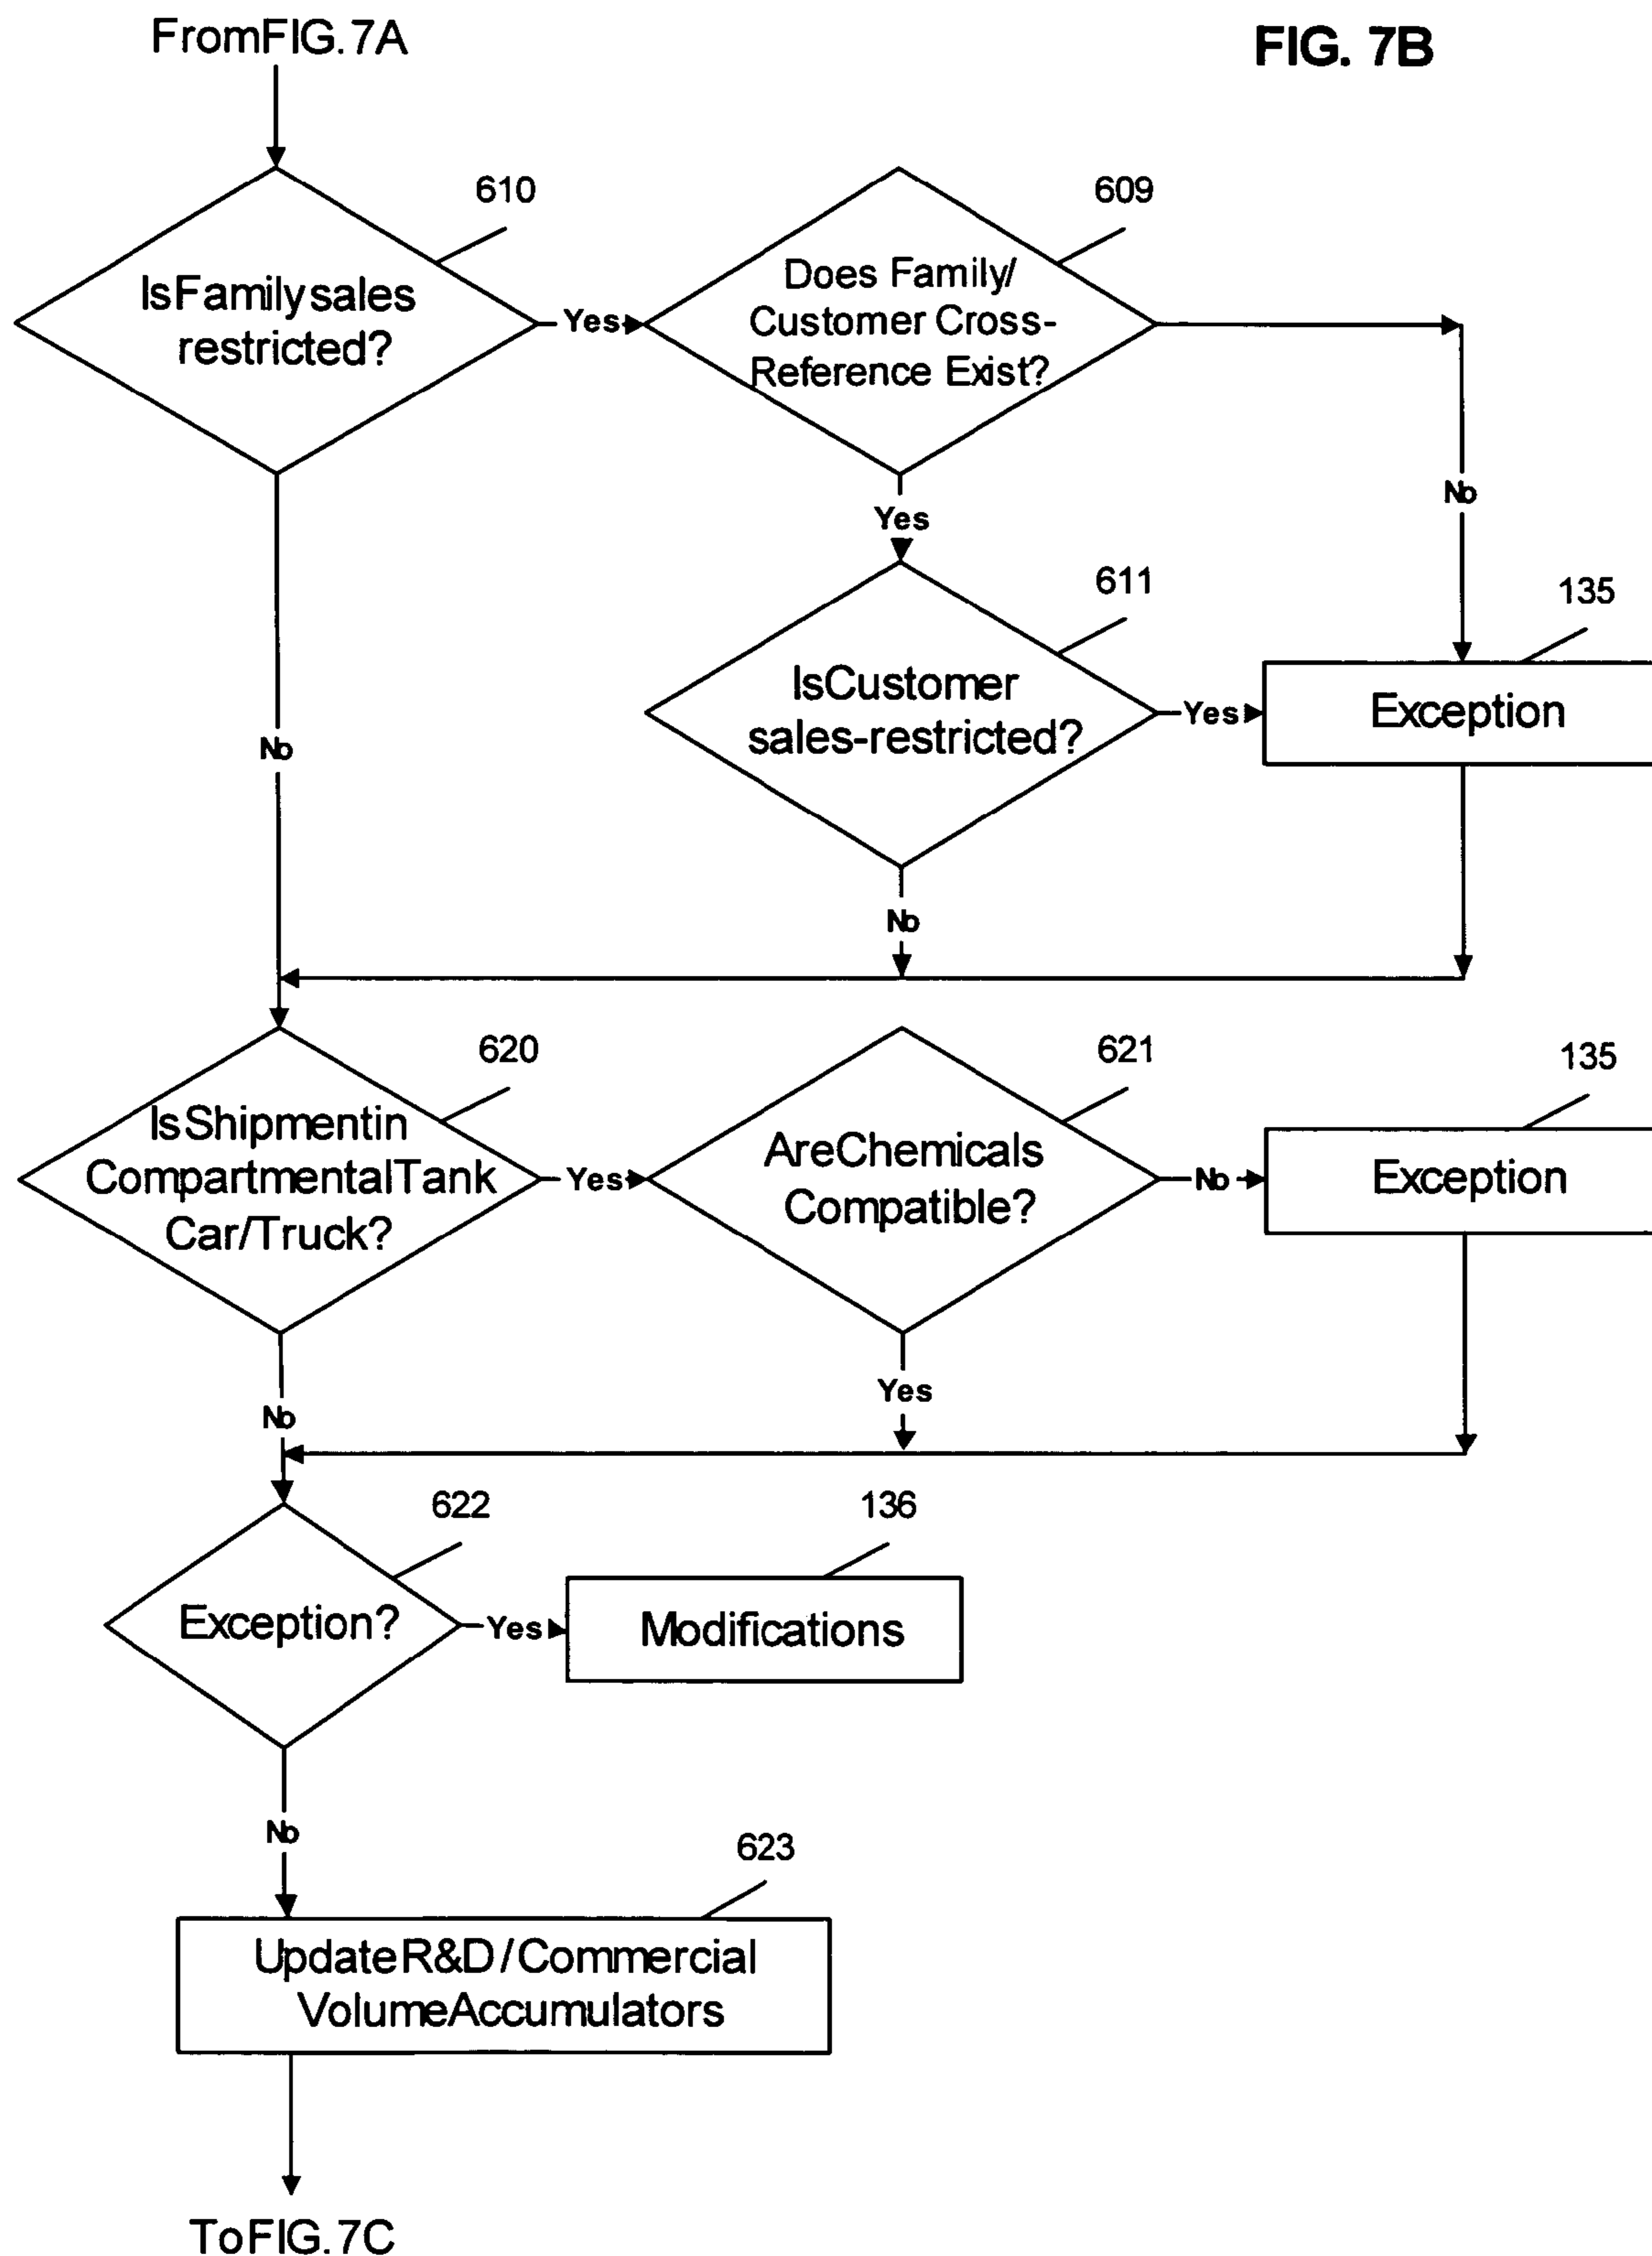 FromFIG. 7A
FIG. 7B
610
609
IsFamilysales
restricted?
Yes
Does Family/
Customer Cross-
Reference Exist?
No
Yes
611
135
IsCustomer
sales-restricted?
Yes
Exception
No
No
620
621
135
IsShipmentin
CompartmentalTank
Car/Truck?
Yes
AreChemicals
Compatible?
No
Exception
Yes
No
622
136
Exception?
Yes
Modifications
No
623
UpdateR&D/Commercial
VolumeAccumulators
ToFIG. 7C